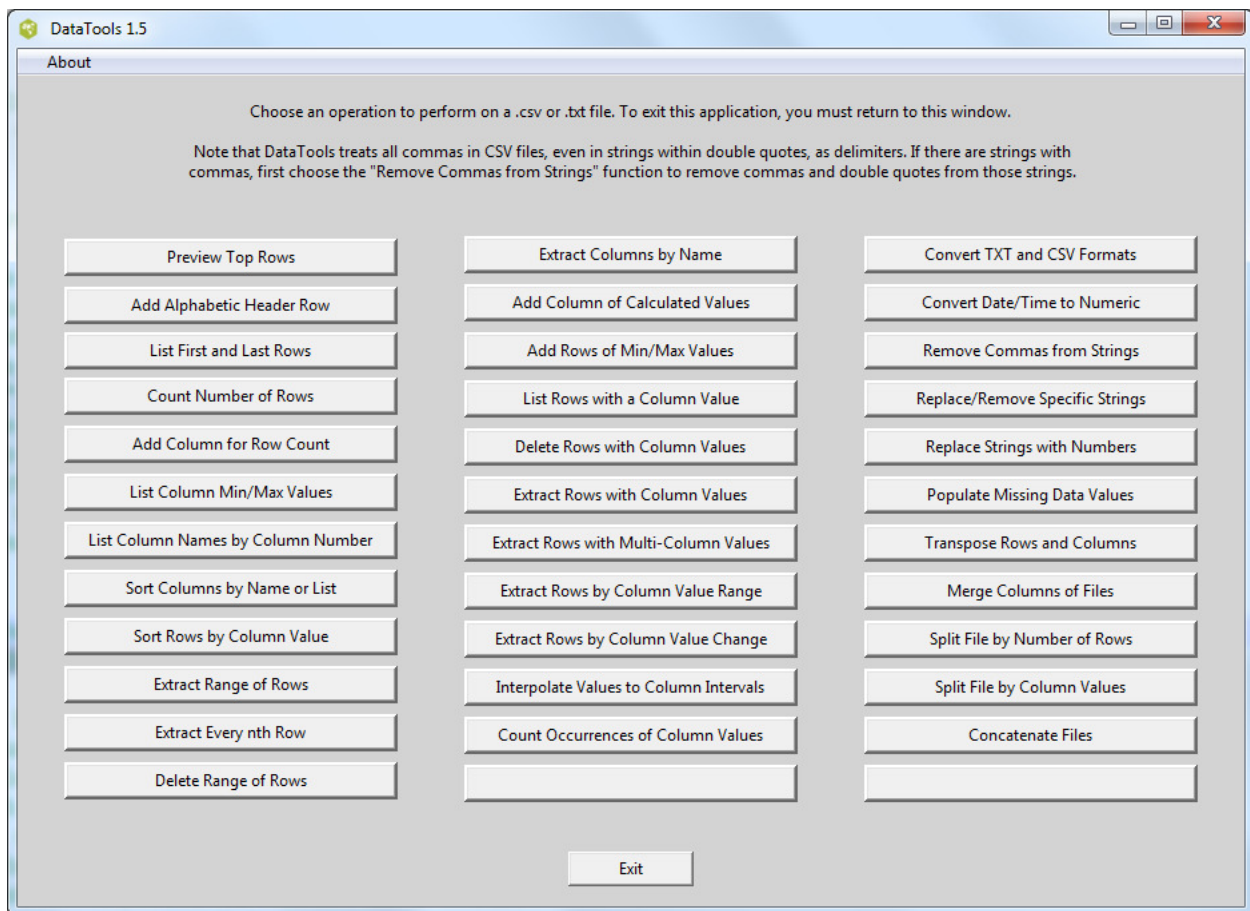 DataTools 1.5
About
Choose an operation to perform on a .csv or .txt file. To exit this application, you must return to this window.
Note that DataTools treats all commas in CSV files, even in strings within double quotes, as delimiters. If there are strings with
commas, first choose the "Remove Commas from Strings" function to remove commas and double quotes from those strings.
Preview Top Rows
Add Alphabetic Header Row
List First and Last Rows
Count Number of Rows
Add Column for Row Count
List Column Min/Max Values
List Column Names by Column Number
Sort Columns by Name or List
Sort Rows by Column Value
Extract Range of Rows
Extract Every nth Row
Delete Range of Rows
Extract Columns by Name
Add Column of Calculated Values
Add Rows of Min/Max Values
List Rows with a Column Value
Delete Rows with Column Values
Extract Rows with Column Values
Extract Rows with Multi-Column Values
Extract Rows by Column Value Range
Extract Rows by Column Value Change
Interpolate Values to Column Intervals
Count Occurrences of Column Values
Convert TXT and CSV Formats
Convert Date/Time to Numeric
Remove Commas from Strings
Replace/Remove Specific Strings
Replace Strings with Numbers
Populate Missing Data Values
Transpose Rows and Columns
Merge Columns of Files
Split File by Number of Rows
Split File by Column Values
Concatenate Files
Exit